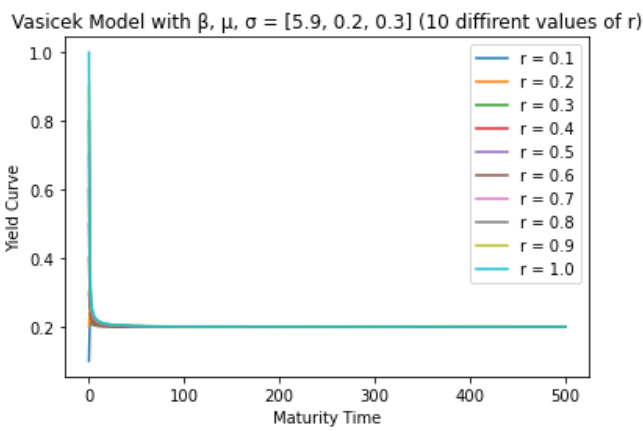 Vasicek Model with β, μ, σ = [5.9, 0.2, 0.3] (10 diffirent values of r)
1.0
0.8
0.6
0.4
0.2
Yield Curve
r = 0.1
r = 0.2
r = 0.3
r = 0.4
r = 0.5
r = 0.6
r = 0.7
r = 0.8
r = 0.9
r = 1.0
0 100 200 300 400 500
Maturity Time